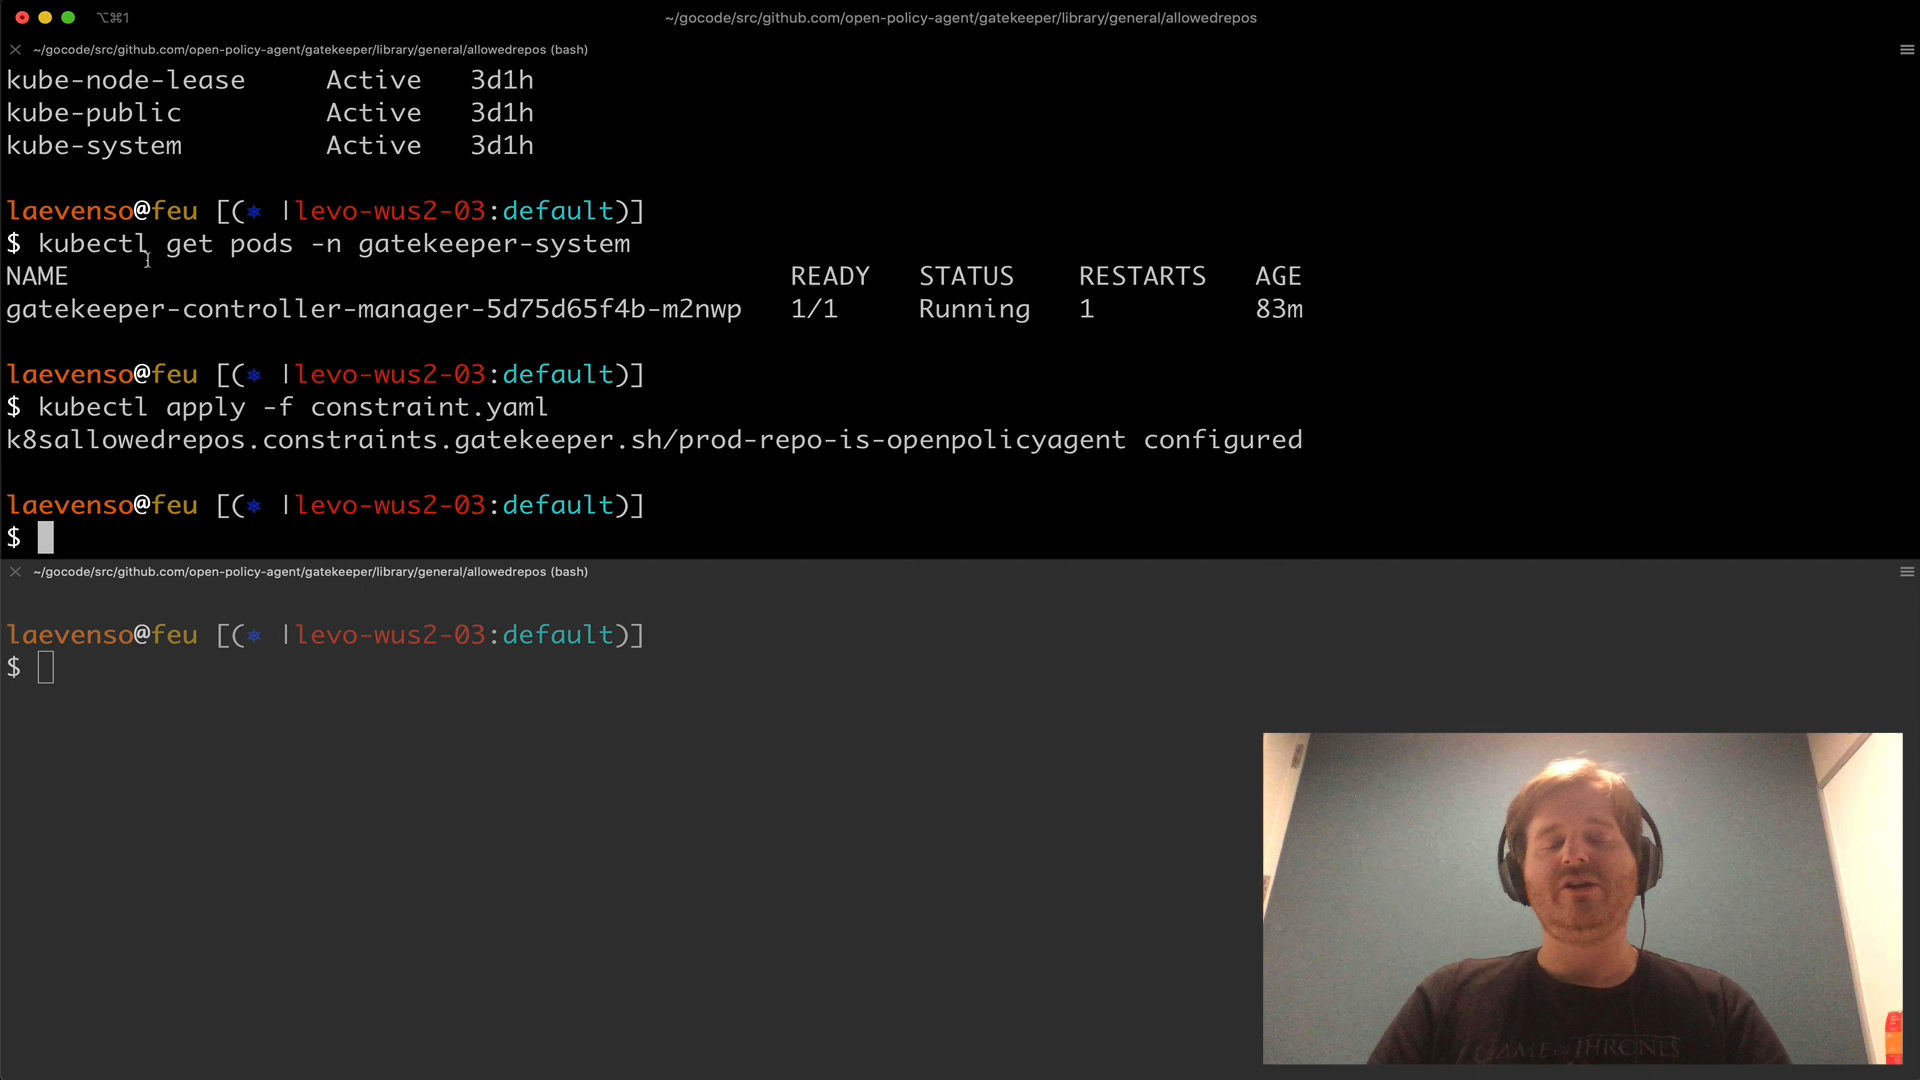 ⌥⌘1
~/gocode/src/github.com/open-policy-agent/gatekeeper/library/general/allowedrepos
~/gocode/src/github.com/open-policy-agent/gatekeeper/library/general/allowedrepos (bash)
kube-node-lease Active 3d1h
kube-public Active 3d1h
kube-system Active 3d1h
laevenso@feu [(⎈ |levo-wus2-03:default)]
$ kubectl get pods -n gatekeeper-system
NAME READY STATUS RESTARTS AGE
gatekeeper-controller-manager-5d75d65f4b-m2nwp 1/1 Running 1 83m
laevenso@feu [(⎈ |levo-wus2-03:default)]
$ kubectl apply -f constraint.yaml
k8sallowedrepos.constraints.gatekeeper.sh/prod-repo-is-openpolicyagent configured
laevenso@feu [(⎈ |levo-wus2-03:default)]
$
~/gocode/src/github.com/open-policy-agent/gatekeeper/library/general/allowedrepos (bash)
laevenso@feu [(⎈ |levo-wus2-03:default)]
$
GAME OF THRONES